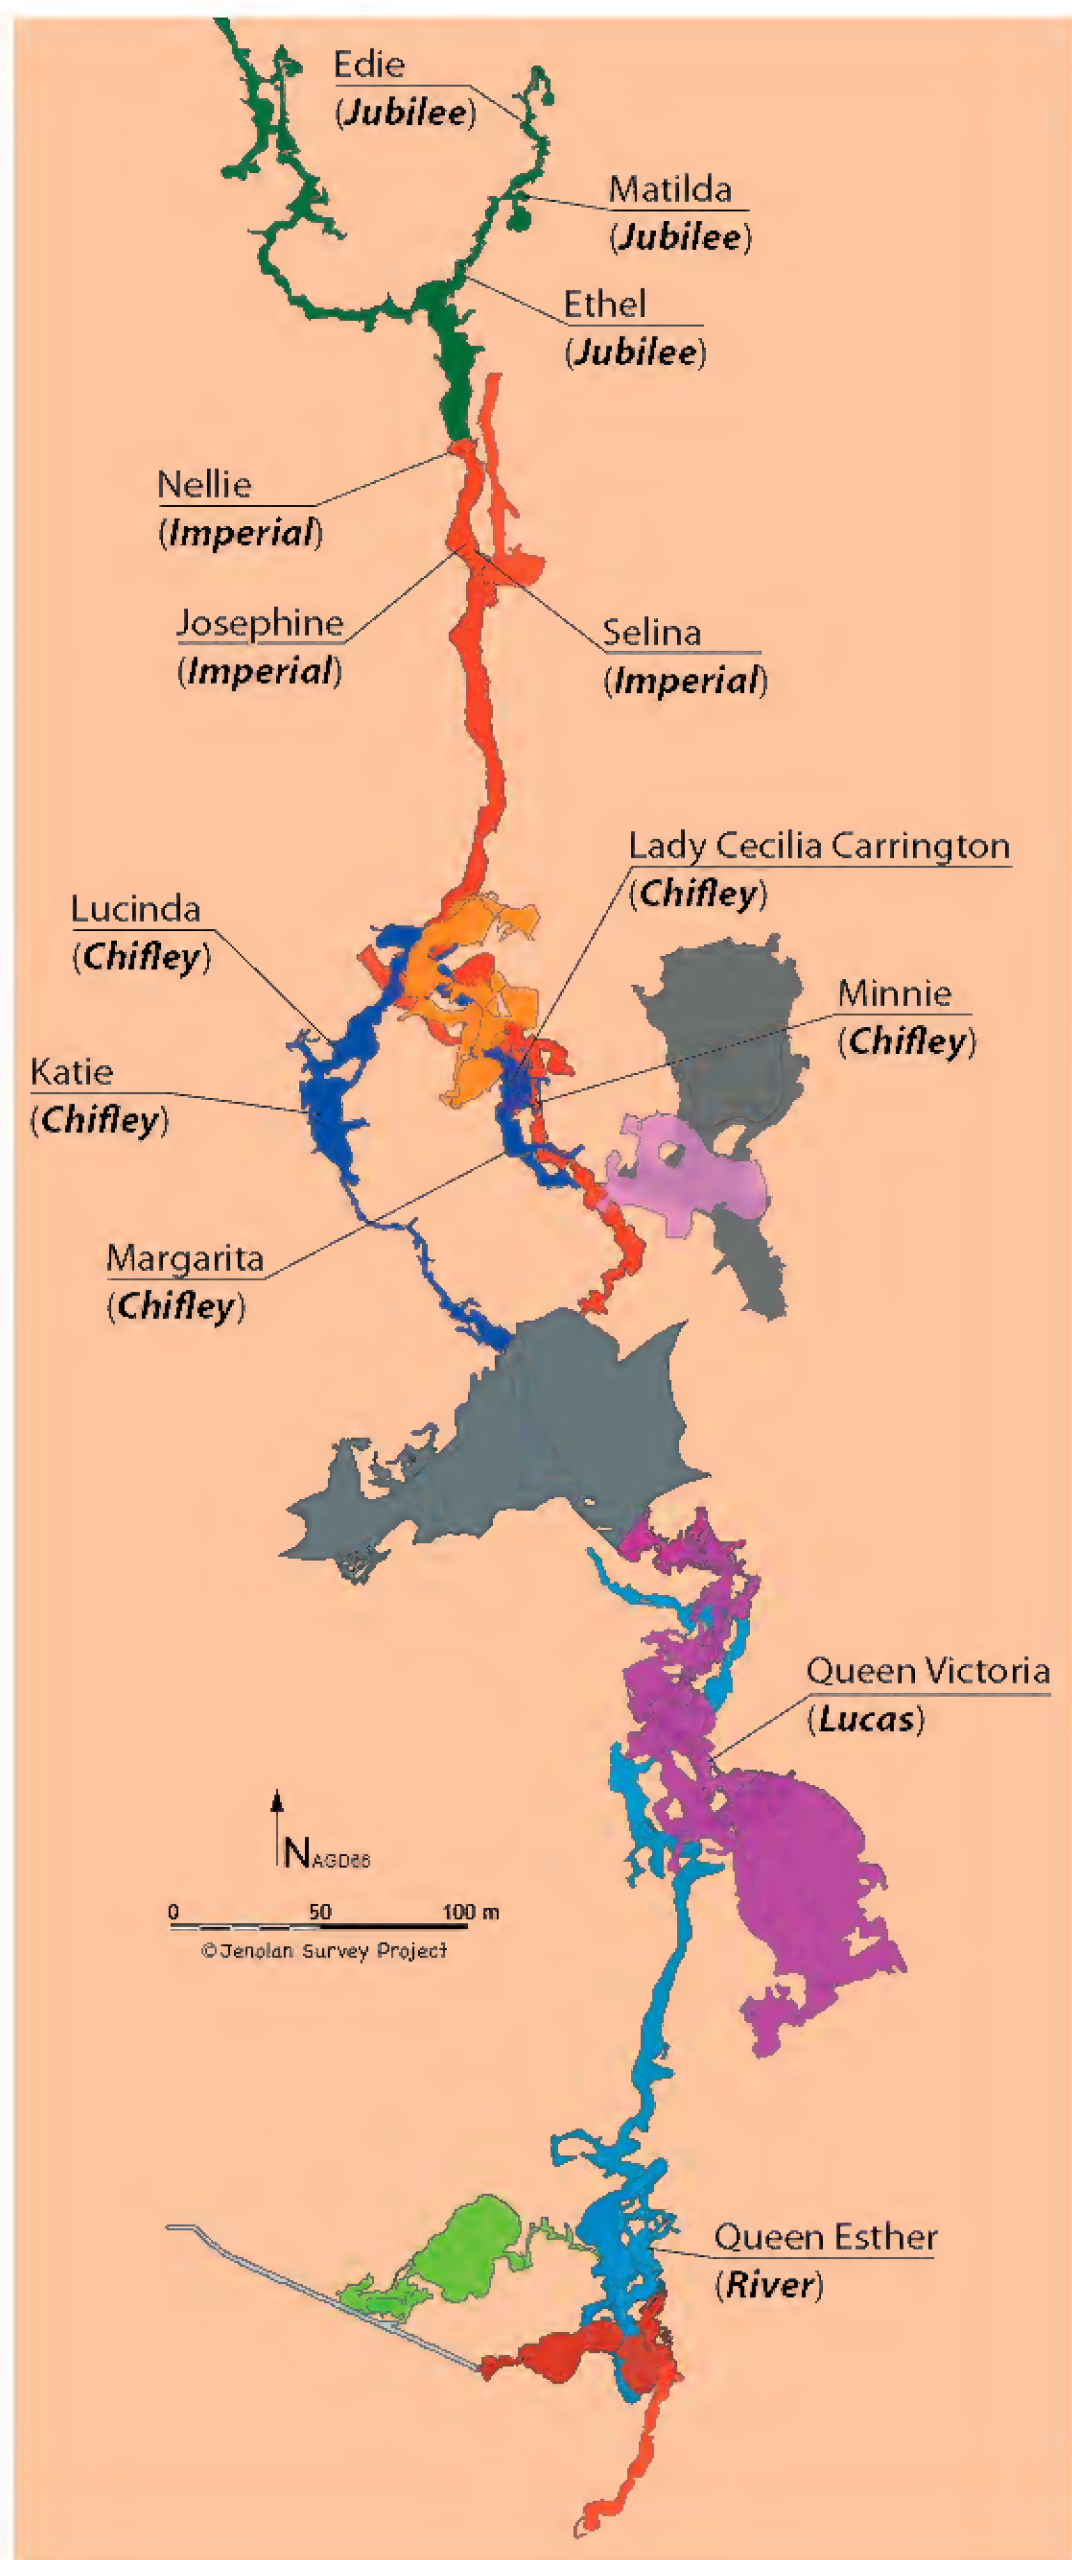 Edie
(Jubilee)
Matilda
(Jubilee)
Ethel
(Jubilee)
Nellie
(Imperial)
Josephine
(Imperial)
Selina
(Imperial)
Lady Cecilia Carrington
(Chifley)
Lucinda
(Chifley)
Minnie
(Chifley)
Katie
(Chifley)
Margarita
(Chifley)
Queen Victoria
(Lucas)
N AGD66
0 50 100 m
©Jenolan Survey Project
Queen Esther
(River)